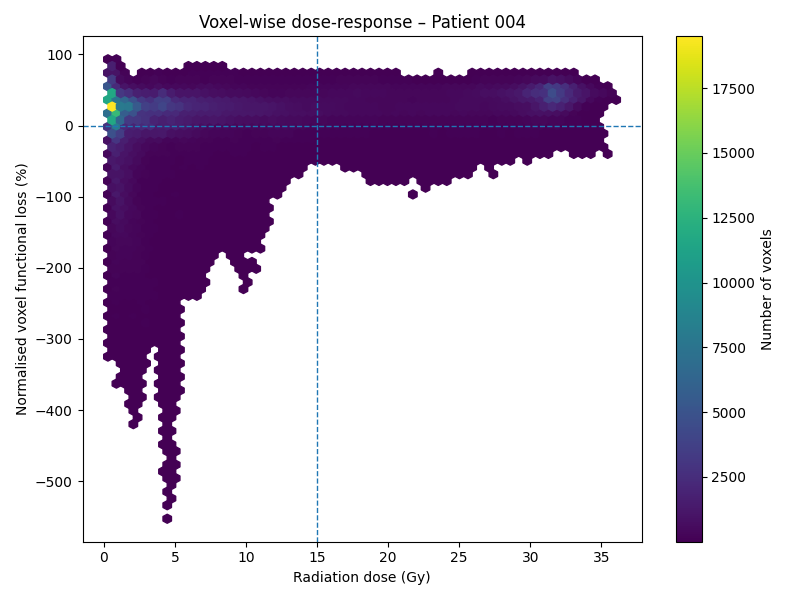 Voxel-wise dose-response – Patient 004
Normalised voxel functional loss (%)
100
0
−100
−200
−300
−400
−500
0 5 10 15 20 25 30 35
Radiation dose (Gy)
17500
15000
12500
10000
7500
5000
2500
Number of voxels